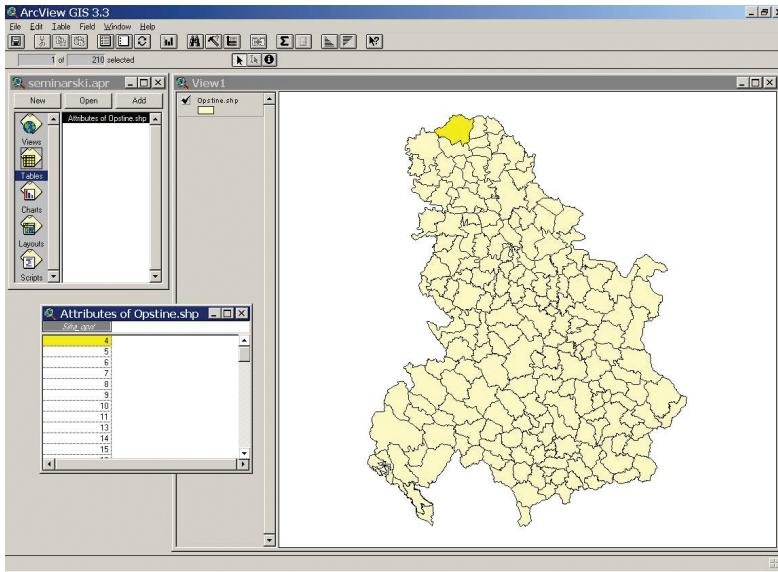 ArcView GIS 3.3
File Edit Table Field Window Help
1 of 210 selected
seminarski.apr
New Open Add
Views
Tables
Charts
Layouts
Scripts
Attributes of Opstine.shp
View1
Opstine.shp
Attributes of Opstine.shp
Sifra_opst
4
5
6
7
8
9
10
11
13
14
15